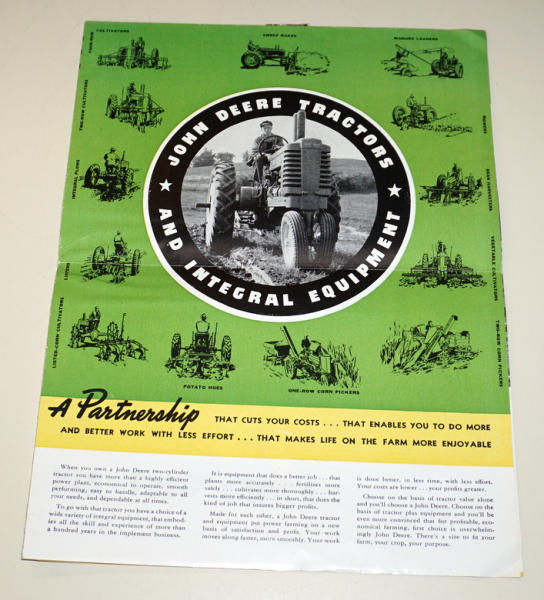 FOUR-ROW
CULTIVATORS
SWEEP RAKES
MANURE LOADERS
TWO-ROW CULTIVATORS
MOWERS
INTEGRAL PLOWS
BEAN HARVESTERS
LISTERS
VEGETABLE CULTIVATORS
LISTED-CORN CULTIVATORS
TWO-ROW CORN PICKERS
POTATO HOES
ONE-ROW CORN PICKERS
JOHN DEERE TRACTORS
AND INTEGRAL EQUIPMENT
A Partnership THAT CUTS YOUR COSTS . . . THAT ENABLES YOU TO DO MORE
AND BETTER WORK WITH LESS EFFORT . . . THAT MAKES LIFE ON THE FARM MORE ENJOYABLE
When you own a John Deere two-cylinder
tractor you have more than a highly efficient
power plant, economical to operate, smooth
performing, easy to handle, adaptable to all
your needs, and dependable at all times.
To go with that tractor you have a choice of a
wide variety of integral equipment, that embod-
ies all the skill and experience of more than
a hundred years in the implement business.
It is equipment that does a better job . . . that
plants more accurately . . . fertilizes more
safely . . . cultivates more thoroughly . . . har-
vests more efficiently . . . in short, that does the
kind of job that insures bigger profits.
Made for each other, a John Deere tractor
and equipment put power farming on a new
basis of satisfaction and profit. Your work
moves along faster, more smoothly. Your work
is done better, in less time, with less effort.
Your costs are lower . . . your profits greater.
Choose on the basis of tractor value alone
and you'll choose a John Deere. Choose on the
basis of tractor plus equipment and you'll be
even more convinced that for profitable, eco-
nomical farming, first choice is overwhelm-
ingly John Deere. There's a size to fit your
farm, your crop, your purpose.